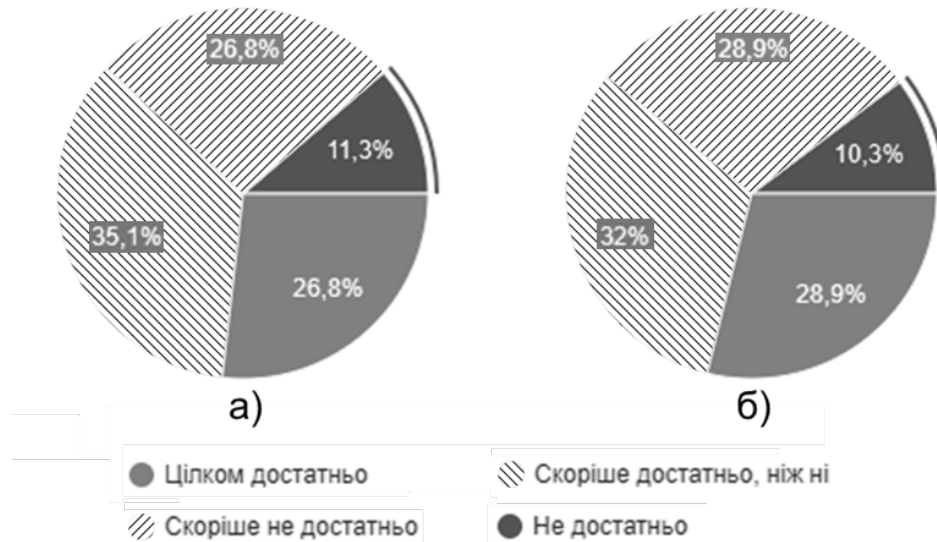 26,8%
11,3%
35,1%
26,8%
а)
28,9%
10,3%
32%
28,9%
б)
Цілком достатньо
Скоріше достатньо, ніж ні
Скоріше не достатньо
Не достатньо